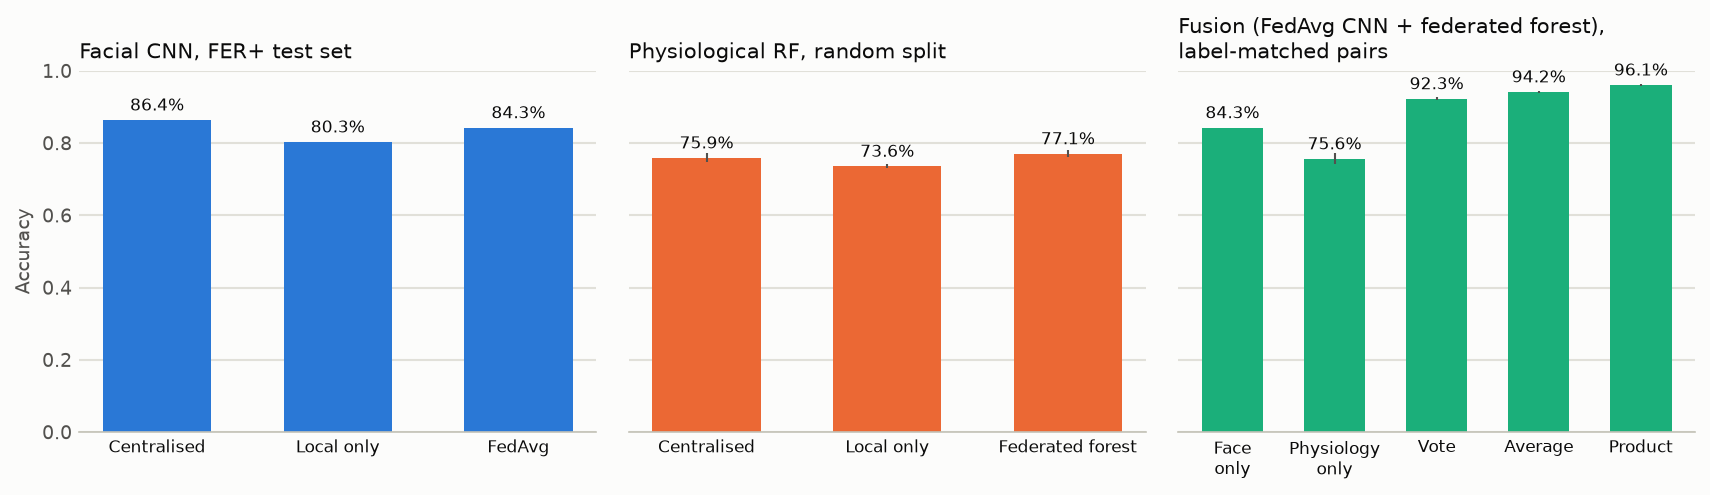 Facial CNN, FER+ test set
Accuracy
1.0
0.8
0.6
0.4
0.2
0.0
86.4%
80.3%
84.3%
Centralised
Local only
FedAvg
Physiological RF, random split
75.9%
73.6%
77.1%
Centralised
Local only
Federated forest
Fusion (FedAvg CNN + federated forest),
label-matched pairs
84.3%
75.6%
92.3%
94.2%
96.1%
Face
only
Physiology
only
Vote
Average
Product